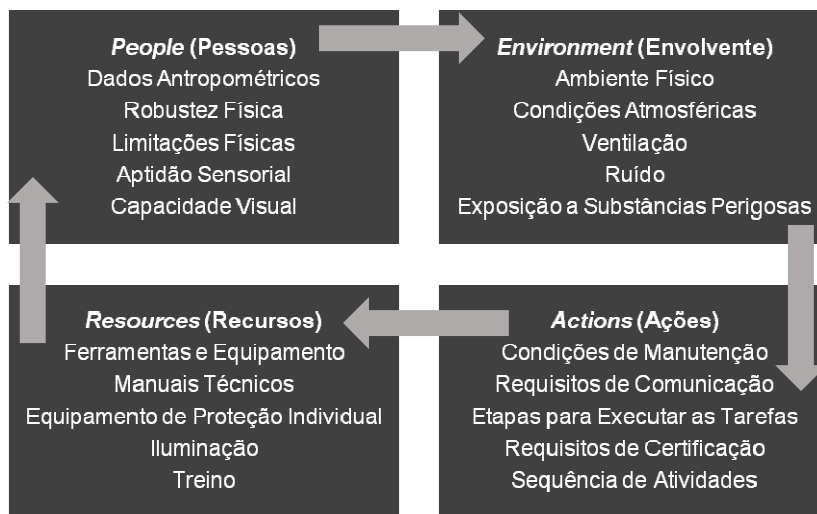 People (Pessoas)
Dados Antropométricos
Robustez Física
Limitações Físicas
Aptidão Sensorial
Capacidade Visual
Environment (Envolvente)
Ambiente Físico
Condições Atmosféricas
Ventilação
Ruído
Exposição a Substâncias Perigosas
Resources (Recursos)
Ferramentas e Equipamento
Manuais Técnicos
Equipamento de Proteção Individual
Iluminação
Treino
Actions (Ações)
Condições de Manutenção
Requisitos de Comunicação
Etapas para Executar as Tarefas
Requisitos de Certificação
Sequência de Atividades